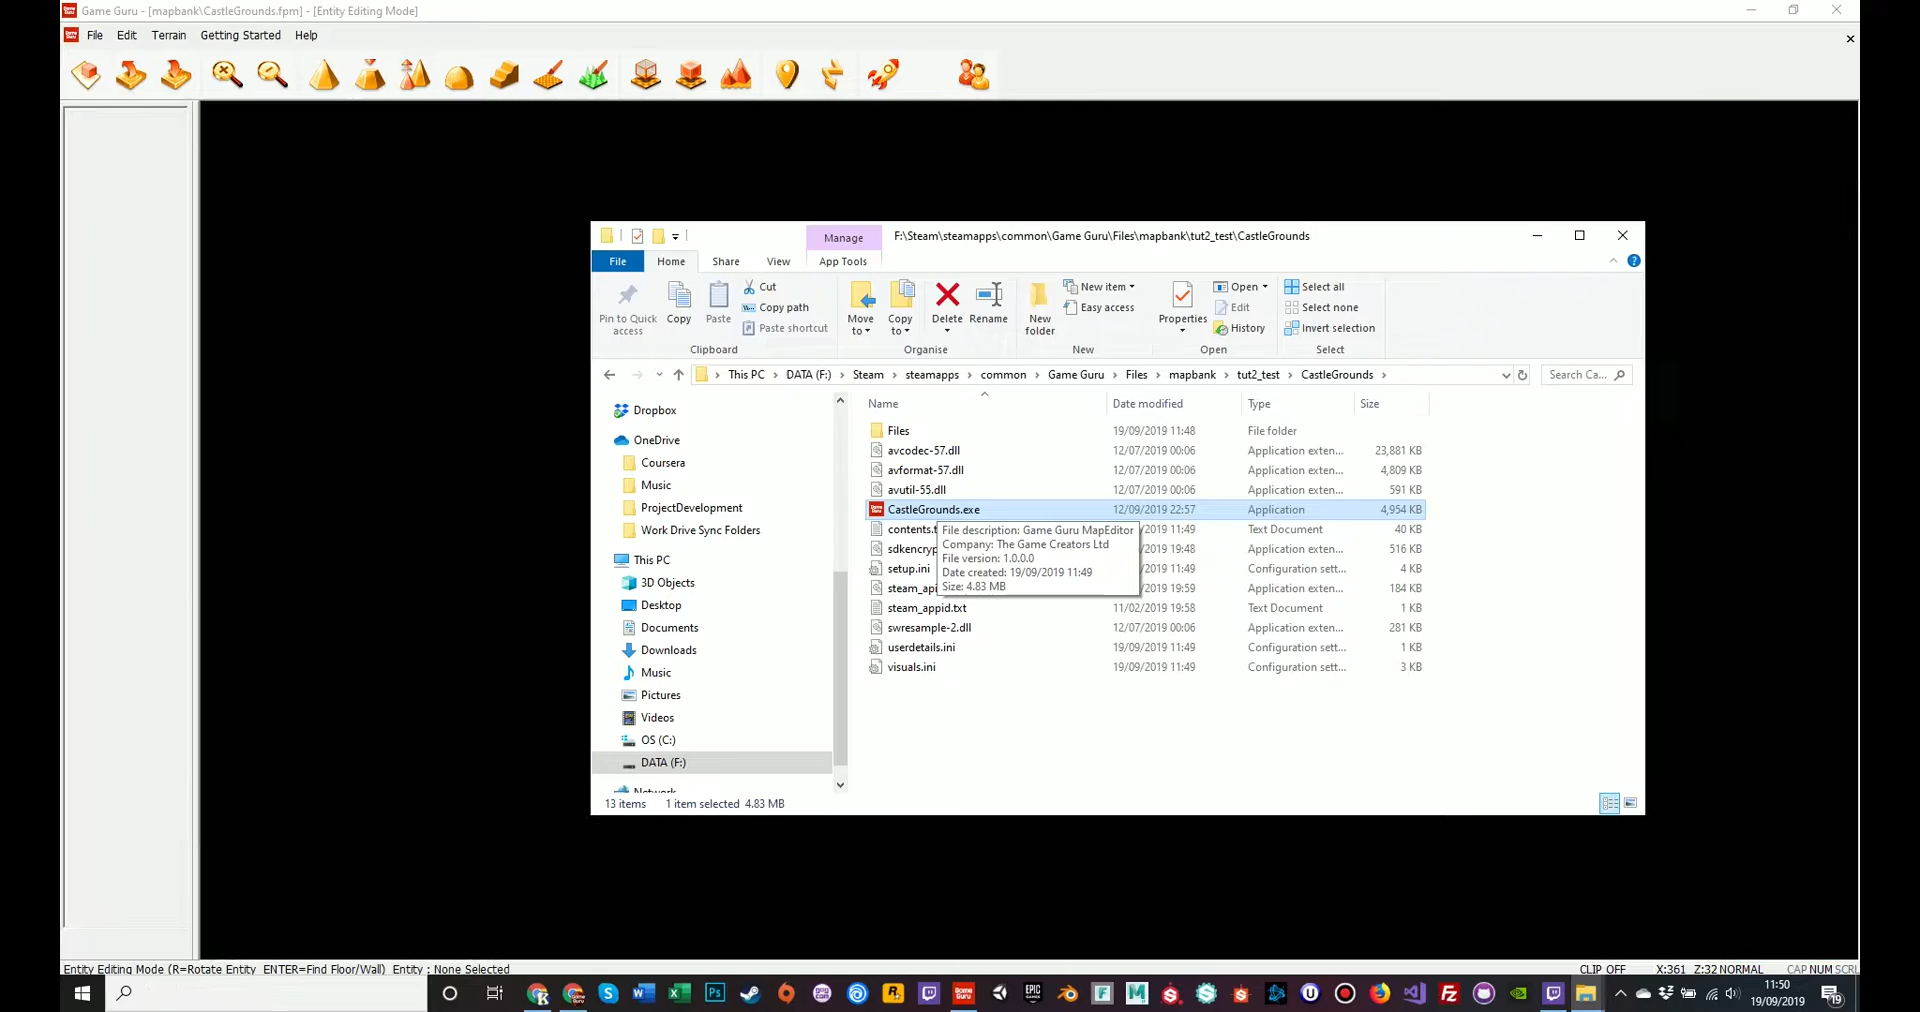 Game Guru - [mapbank\CastleGrounds.fpm] - [Entity Editing Mode]
File Edit Terrain Getting Started Help
F:\Steam\steamapps\common\Game Guru\Files\mapbank\tut2_test\CastleGrounds
Manage
File Home Share View App Tools
Pin to Quick access
Copy
Paste
Cut
Copy path
Paste shortcut
Clipboard
Move to
Copy to
Delete
Rename
Organise
New folder
New item
Easy access
New
Properties
Open
Edit
History
Open
Select all
Select none
Invert selection
Select
This PC > DATA (F:) > Steam > steamapps > common > Game Guru > Files > mapbank > tut2_test > CastleGrounds >
Search Ca...
Dropbox
OneDrive
Coursera
Music
ProjectDevelopment
Work Drive Sync Folders
This PC
3D Objects
Desktop
Documents
Downloads
Music
Pictures
Videos
OS (C:)
DATA (F:)
Network
Name Date modified Type Size
Files 19/09/2019 11:48 File folder
avcodec-57.dll 12/07/2019 00:06 Application exten... 23,881 KB
avformat-57.dll 12/07/2019 00:06 Application exten... 4,809 KB
avutil-55.dll 12/07/2019 00:06 Application exten... 591 KB
CastleGrounds.exe 12/09/2019 22:57 Application 4,954 KB
contents.t 9/2019 11:49 Text Document 40 KB
sdkencryp 2019 19:48 Application exten... 516 KB
setup.ini 9/2019 11:49 Configuration sett... 4 KB
steam_api 2019 19:59 Application exten... 184 KB
steam_appid.txt 11/02/2019 19:58 Text Document 1 KB
swresample-2.dll 12/07/2019 00:06 Application exten... 281 KB
userdetails.ini 19/09/2019 11:49 Configuration sett... 1 KB
visuals.ini 19/09/2019 11:49 Configuration sett... 3 KB
File description: Game Guru MapEditor
Company: The Game Creators Ltd
File version: 1.0.0.0
Date created: 19/09/2019 11:49
Size: 4.83 MB
13 items 1 item selected 4.83 MB
Entity Editing Mode (R=Rotate Entity ENTER=Find Floor/Wall) Entity : None Selected
CLIP OFF X:361 Z:32 NORMAL CAP NUM SCRL
11:50
19/09/2019
19